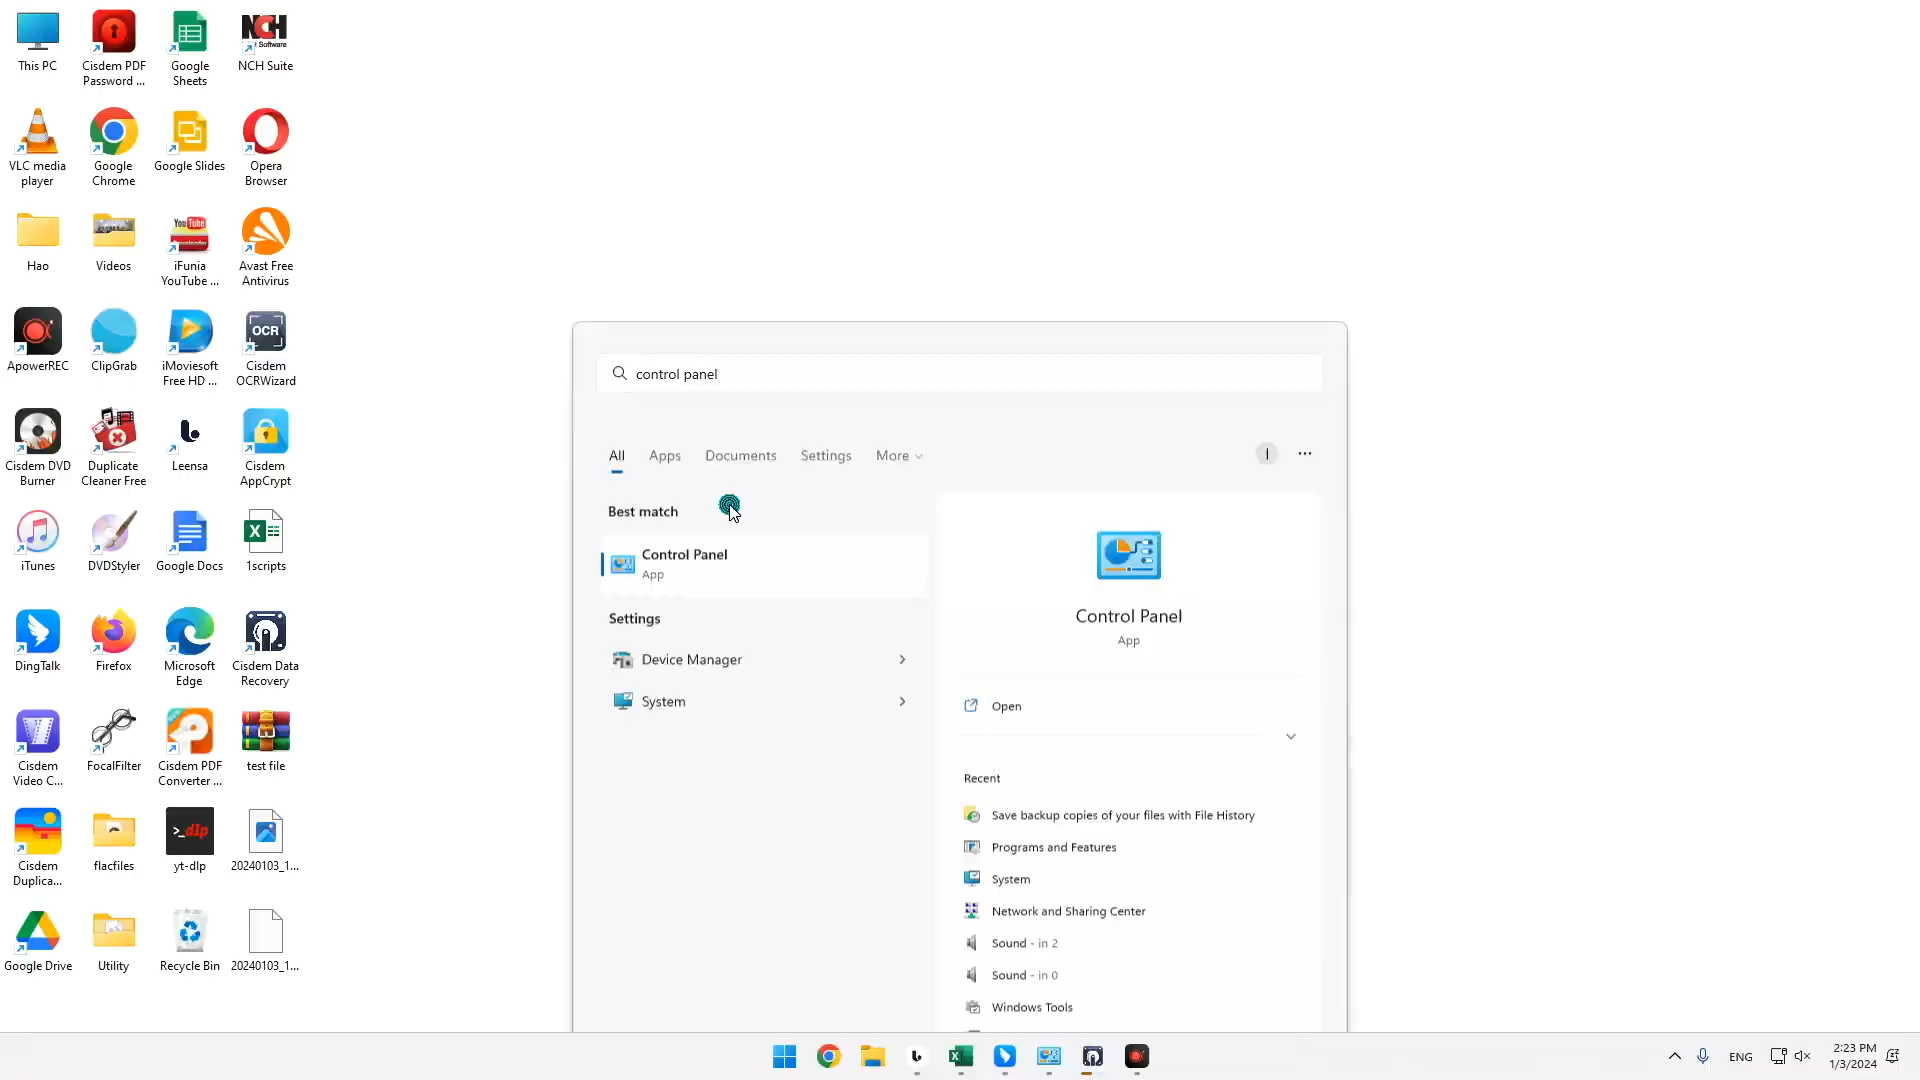 This PC
Cisdem PDF
Password ...
Google
Sheets
NCH
Software
NCH Suite
VLC media
player
Google
Chrome
Google Slides
Opera
Browser
Hao
Videos
YouTube
iFunia
YouTube ...
Avast Free
Antivirus
ApowerREC
ClipGrab
iMoviesoft
Free HD ...
OCR
Cisdem
OCRWizard
Cisdem DVD
Burner
Duplicate
Cleaner Free
Leensa
Cisdem
AppCrypt
iTunes
DVDStyler
Google Docs
1scripts
DingTalk
Firefox
Microsoft
Edge
Cisdem Data
Recovery
Cisdem
Video C...
FocalFilter
Cisdem PDF
Converter ...
test file
Cisdem
Duplica...
flacfiles
>_dlp
yt-dlp
20240103_1...
Google Drive
Utility
Recycle Bin
20240103_1...
control panel
All
Apps
Documents
Settings
More
I
...
Best match
Control Panel
App
Settings
Device Manager
System
Control Panel
App
Open
Recent
Save backup copies of your files with File History
Programs and Features
System
Network and Sharing Center
Sound - in 2
Sound - in 0
Windows Tools
ENG
2:23 PM
1/3/2024